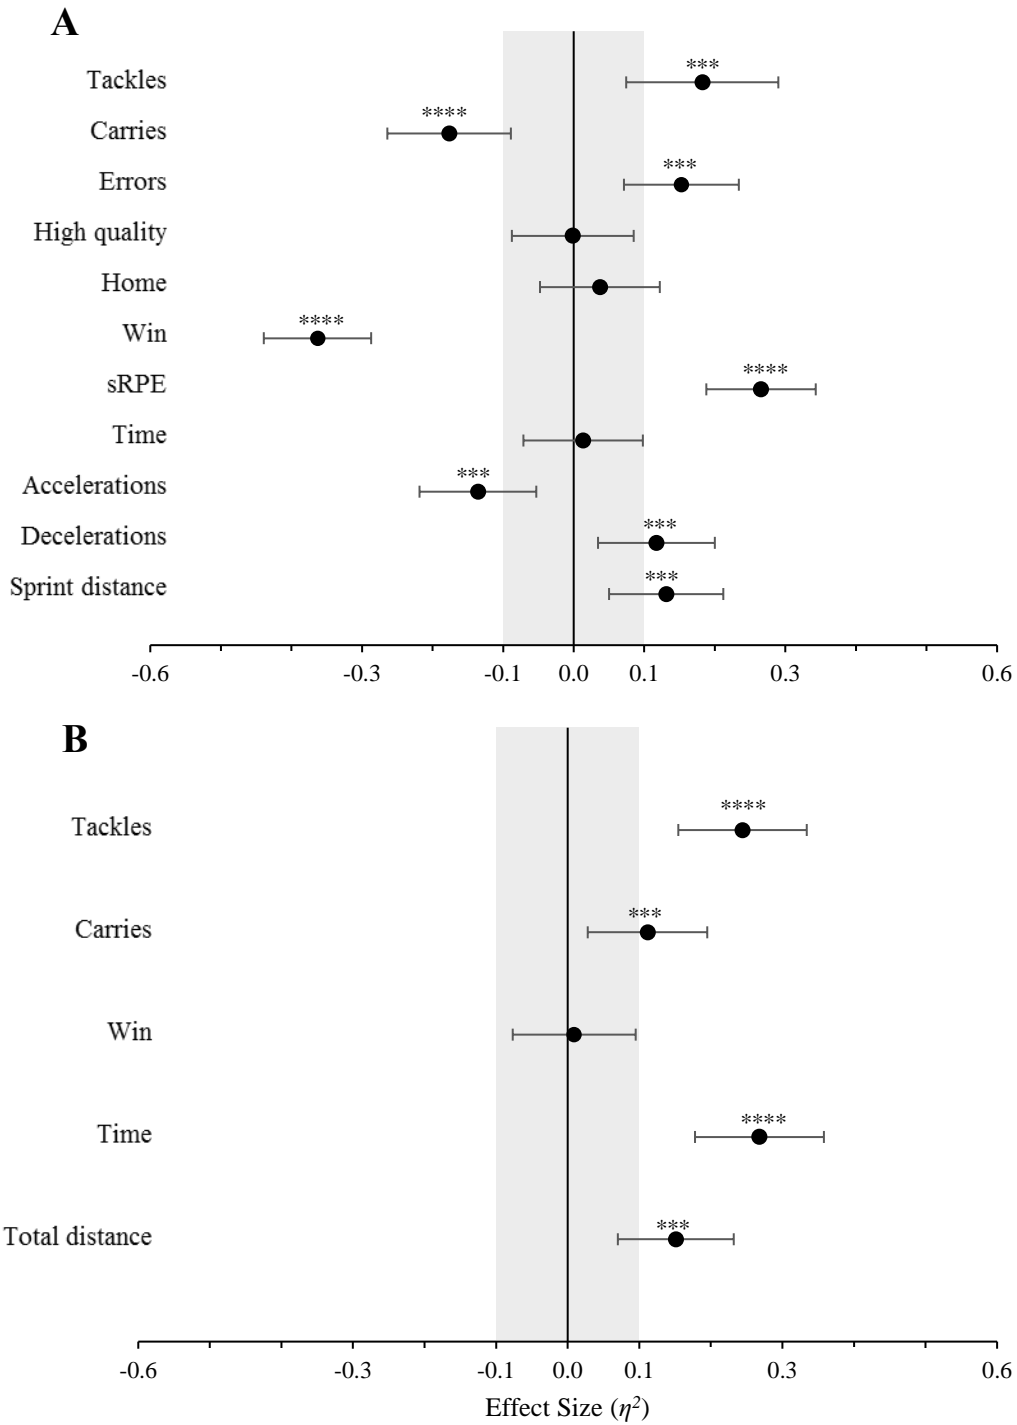 A
Tackles ***
Carries ****
Errors ***
High quality
Home
Win ****
sRPE ****
Time
Accelerations ***
Decelerations ***
Sprint distance ***
-0.6 -0.3 -0.1 0.0 0.1 0.3 0.6
B
Tackles ****
Carries ***
Win
Time ****
Total distance ***
-0.6 -0.3 -0.1 0.0 0.1 0.3 0.6
Effect Size (η²)